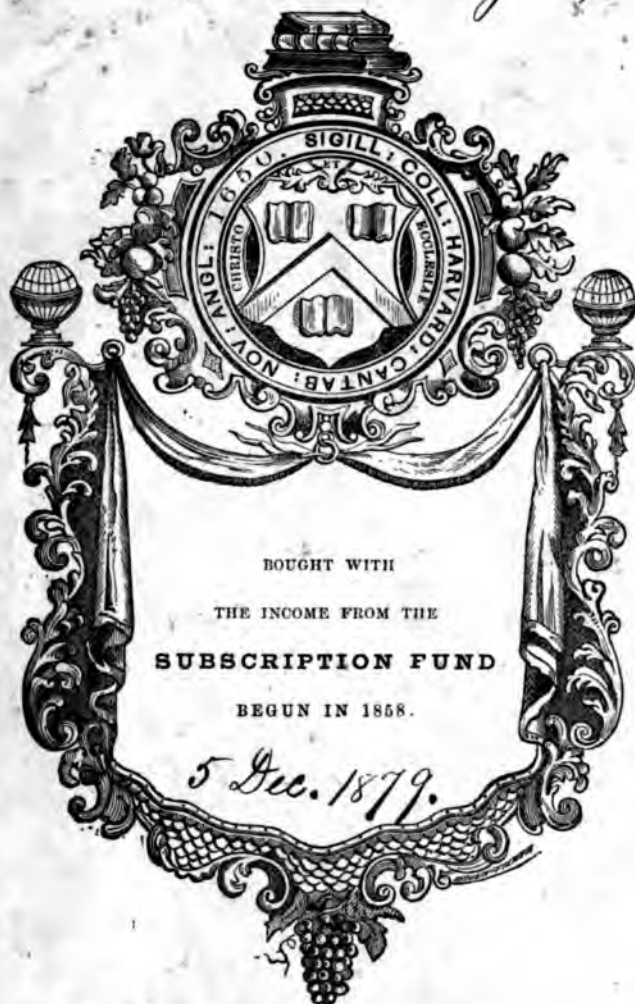 SIGILL: COLL: HARVARD: CANTAB: NOV: ANGL: 1650.
ET
CHRISTO
ECCLESIAE
BOUGHT WITH
THE INCOME FROM THE
SUBSCRIPTION FUND
BEGUN IN 1858.
5 Dec. 1879.